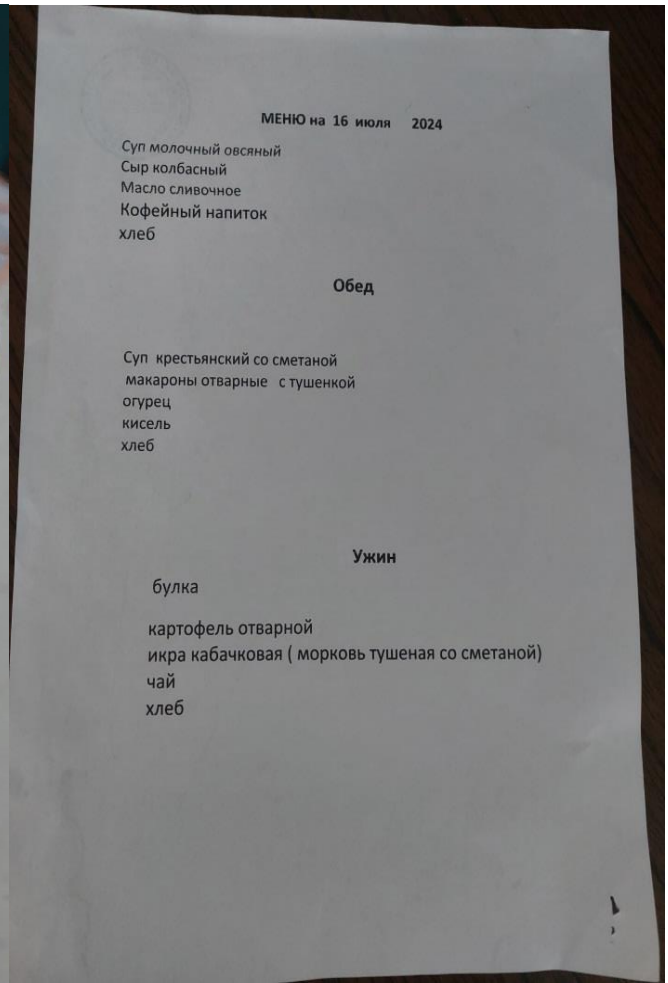 МЕНЮ на 16 июля 2024
Суп молочный овсяный
Сыр колбасный
Масло сливочное
Кофейный напиток
хлеб
Обед
Суп крестьянский со сметаной
макароны отварные с тушенкой
огурец
кисель
хлеб
Ужин
булка
картофель отварной
икра кабачковая ( морковь тушеная со сметаной)
чай
хлеб